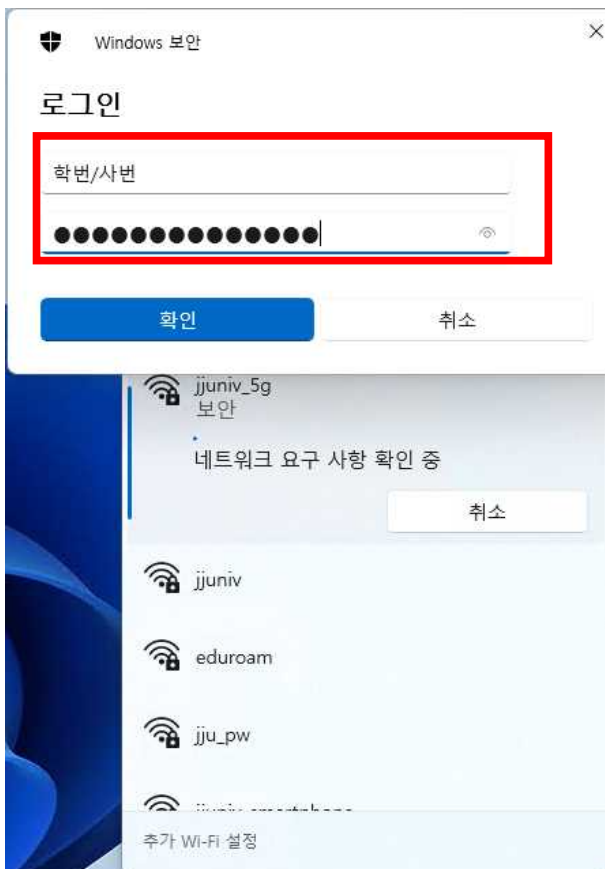 Windows 보안
로그인
학번/사번
●●●●●●●●●●●●●●
확인
취소
jjuniv_5g
보안
네트워크 요구 사항 확인 중
취소
jjuniv
eduroam
jju_pw
추가 Wi-Fi 설정